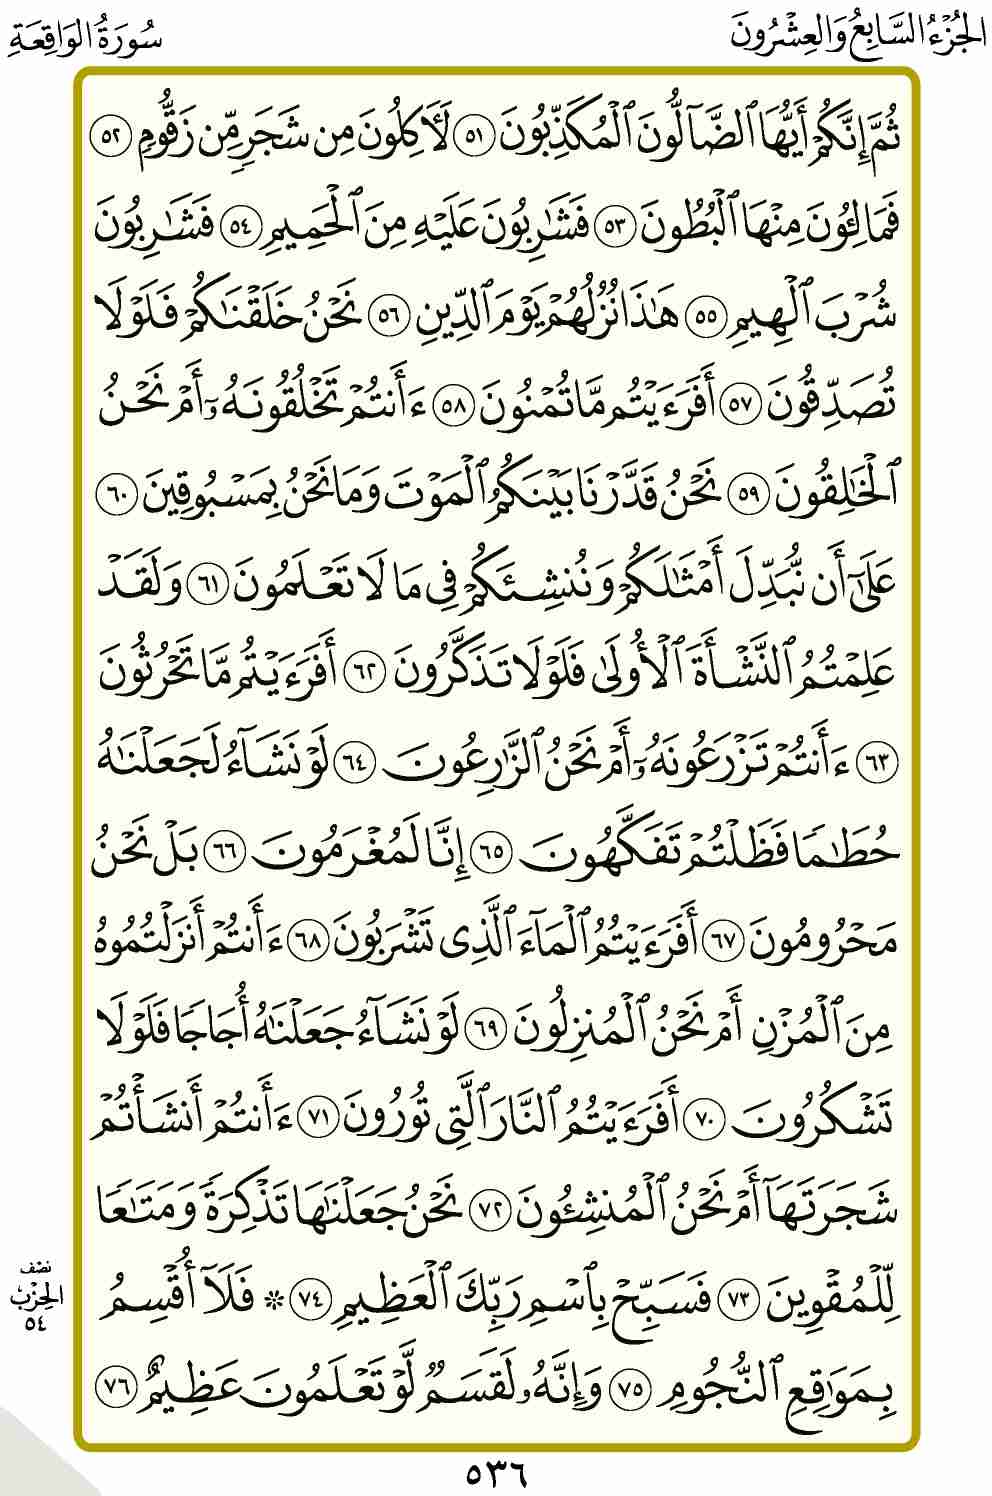 الجُزْءُ السَّابِعُ وَالعِشْرُونَ
سُورَةُ الوَاقِعَةِ
ثُمَّ إِنَّكُمْ أَيُّهَا ٱلضَّآلُّونَ ٱلْمُكَذِّبُونَ ٥١ لَأٓكِلُونَ مِن شَجَرٖ مِّن زَقُّومٖ ٥٢
فَمَالِـُٔونَ مِنْهَا ٱلْبُطُونَ ٥٣ فَشَٰرِبُونَ عَلَيْهِ مِنَ ٱلْحَمِيمِ ٥٤ فَشَٰرِبُونَ
شُرْبَ ٱلْهِيمِ ٥٥ هَٰذَا نُزُلُهُمْ يَوْمَ ٱلدِّينِ ٥٦ نَحْنُ خَلَقْنَٰكُمْ فَلَوْلَا
تُصَدِّقُونَ ٥٧ أَفَرَءَيْتُم مَّا تُمْنُونَ ٥٨ ءَأَنتُمْ تَخْلُقُونَهُۥٓ أَمْ نَحْنُ
ٱلْخَٰلِقُونَ ٥٩ نَحْنُ قَدَّرْنَا بَيْنَكُمُ ٱلْمَوْتَ وَمَا نَحْنُ بِمَسْبُوقِينَ ٦٠
عَلَىٰٓ أَن نُّبَدِّلَ أَمْثَٰلَكُمْ وَنُنشِئَكُمْ فِي مَا لَا تَعْلَمُونَ ٦١ وَلَقَدْ
عَلِمْتُمُ ٱلنَّشْأَةَ ٱلْأُولَىٰ فَلَوْلَا تَذَكَّرُونَ ٦٢ أَفَرَءَيْتُم مَّا تَحْرُثُونَ
٦٣ ءَأَنتُمْ تَزْرَعُونَهُۥٓ أَمْ نَحْنُ ٱلزَّٰرِعُونَ ٦٤ لَوْ نَشَآءُ لَجَعَلْنَٰهُ
حُطَٰمٗا فَظَلْتُمْ تَفَكَّهُونَ ٦٥ إِنَّا لَمُغْرَمُونَ ٦٦ بَلْ نَحْنُ
مَحْرُومُونَ ٦٧ أَفَرَءَيْتُمُ ٱلْمَآءَ ٱلَّذِي تَشْرَبُونَ ٦٨ ءَأَنتُمْ أَنزَلْتُمُوهُ
مِنَ ٱلْمُزْنِ أَمْ نَحْنُ ٱلْمُنزِلُونَ ٦٩ لَوْ نَشَآءُ جَعَلْنَٰهُ أُجَاجٗا فَلَوْلَا
تَشْكُرُونَ ٧٠ أَفَرَءَيْتُمُ ٱلنَّارَ ٱلَّتِي تُورُونَ ٧١ ءَأَنتُمْ أَنشَأْتُمْ
شَجَرَتَهَآ أَمْ نَحْنُ ٱلْمُنشِـُٔونَ ٧٢ نَحْنُ جَعَلْنَٰهَا تَذْكِرَةٗ وَمَتَٰعٗا
لِّلْمُقْوِينَ ٧٣ فَسَبِّحْ بِٱسْمِ رَبِّكَ ٱلْعَظِيمِ ٧٤ ۞ فَلَآ أُقْسِمُ
بِمَوَٰقِعِ ٱلنُّجُومِ ٧٥ وَإِنَّهُۥ لَقَسَمٞ لَّوْ تَعْلَمُونَ عَظِيمٌ ٧٦
نصْف
الحِزْب
٥٤
٥٣٦